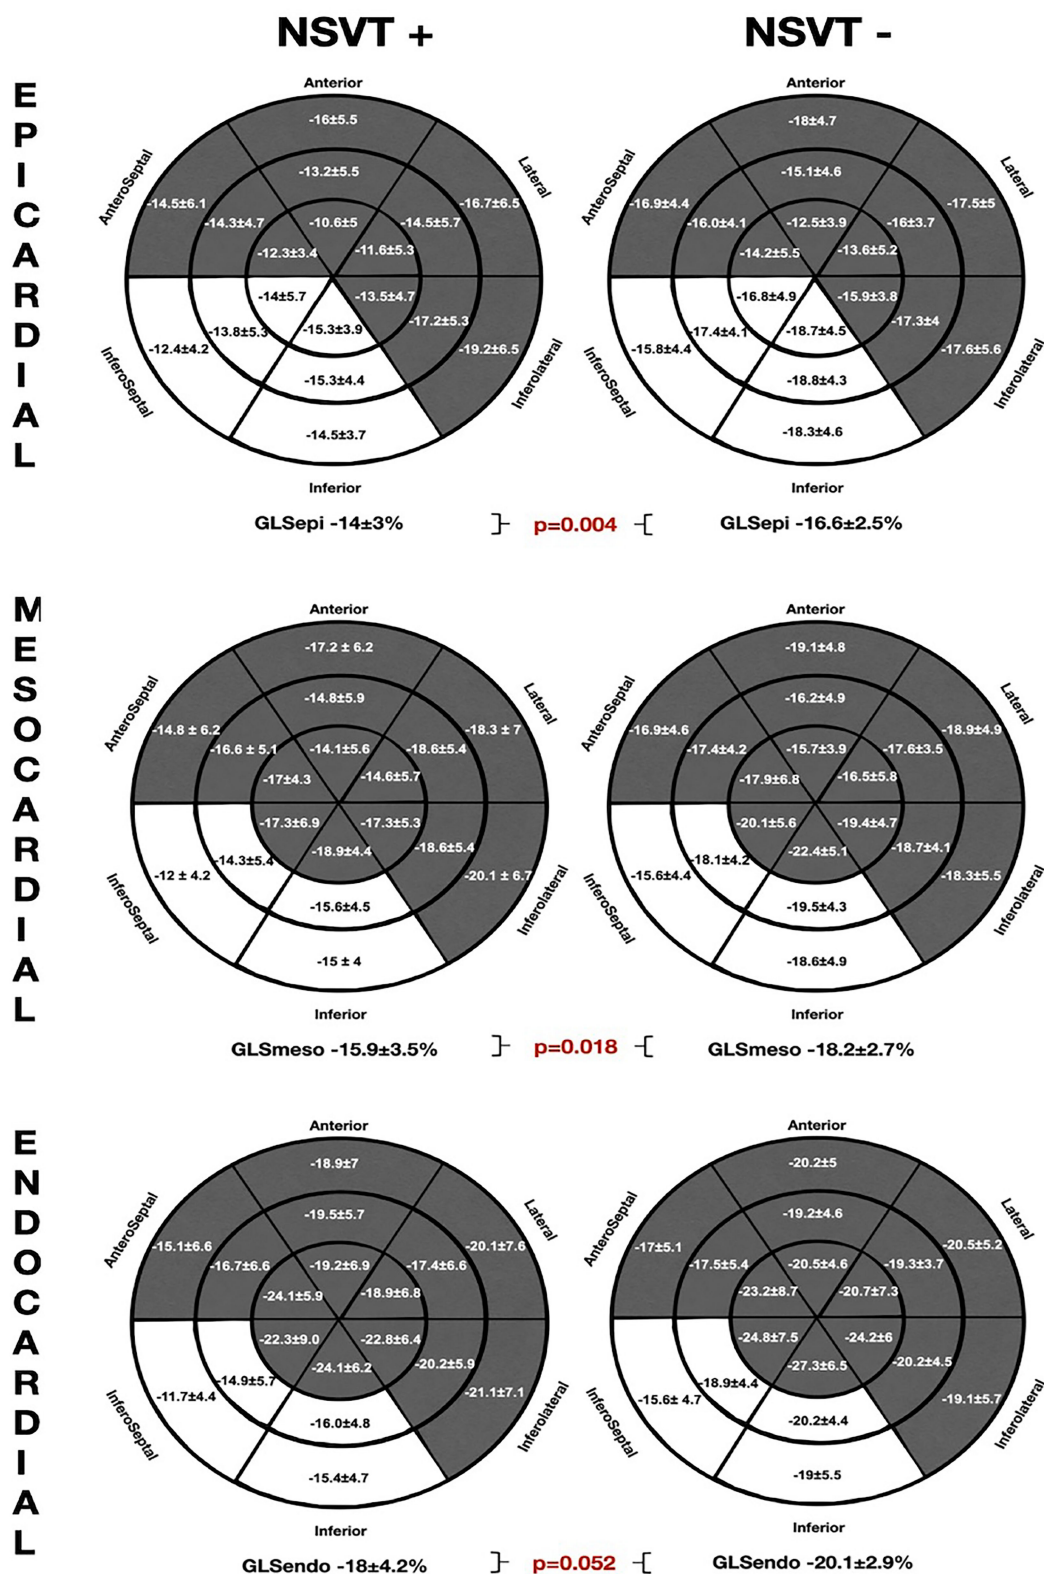 NSVT + NSVT -
EPICARDIAL
Anterior
-16±5.5
AnteroSeptal
Lateral
-13.2±5.5
-14.5±6.1
-16.7±6.5
-14.3±4.7
-10.6±5
-14.5±5.7
-12.3±3.4
-11.6±5.3
-14±5.7
-13.5±4.7
-13.8±5.3
-15.3±3.9
-17.2±5.3
-12.4±4.2
-19.2±6.5
-15.3±4.4
InferoSeptal
Inferolateral
-14.5±3.7
Inferior
Anterior
-18±4.7
AnteroSeptal
Lateral
-15.1±4.6
-16.9±4.4
-17.5±5
-16.0±4.1
-12.5±3.9
-16±3.7
-14.2±5.5
-13.6±5.2
-16.8±4.9
-15.9±3.8
-17.4±4.1
-18.7±4.5
-17.3±4
-15.8±4.4
-17.6±5.6
-18.8±4.3
InferoSeptal
Inferolateral
-18.3±4.6
Inferior
GLSepi -14±3% p=0.004 GLSepi -16.6±2.5%
MESOCARDIAL
Anterior
-17.2 ± 6.2
AnteroSeptal
Lateral
-14.8±5.9
-14.8 ± 6.2
-18.3 ± 7
-16.6 ± 5.1
-14.1±5.6
-18.6±5.4
-17±4.3
-14.6±5.7
-17.3±6.9
-17.3±5.3
-14.3±5.4
-18.9±4.4
-18.6±5.4
-12 ± 4.2
-20.1 ± 6.7
-15.6±4.5
InferoSeptal
Inferolateral
-15 ± 4
Inferior
Anterior
-19.1±4.8
AnteroSeptal
Lateral
-16.2±4.9
-16.9±4.6
-18.9±4.9
-17.4±4.2
-15.7±3.9
-17.6±3.5
-17.9±6.8
-16.5±5.8
-20.1±5.6
-19.4±4.7
-18.1±4.2
-22.4±5.1
-18.7±4.1
-15.6±4.4
-18.3±5.5
-19.5±4.3
InferoSeptal
Inferolateral
-18.6±4.9
Inferior
GLSmeso -15.9±3.5% p=0.018 GLSmeso -18.2±2.7%
ENDOCARDIAL
Anterior
-18.9±7
AnteroSeptal
Lateral
-19.5±5.7
-15.1±6.6
-20.1±7.6
-16.7±6.6
-19.2±6.9
-17.4±6.6
-24.1±5.9
-18.9±6.8
-22.3±9.0
-22.8±6.4
-14.9±5.7
-24.1±6.2
-20.2±5.9
-11.7±4.4
-21.1±7.1
-16.0±4.8
InferoSeptal
Inferolateral
-15.4±4.7
Inferior
Anterior
-20.2±5
AnteroSeptal
Lateral
-19.2±4.6
-17±5.1
-20.5±5.2
-17.5±5.4
-20.5±4.6
-19.3±3.7
-23.2±8.7
-20.7±7.3
-24.8±7.5
-24.2±6
-18.9±4.4
-27.3±6.5
-20.2±4.5
-15.6± 4.7
-19.1±5.7
-20.2±4.4
InferoSeptal
Inferolateral
-19±5.5
Inferior
GLSendo -18±4.2% p=0.052 GLSendo -20.1±2.9%